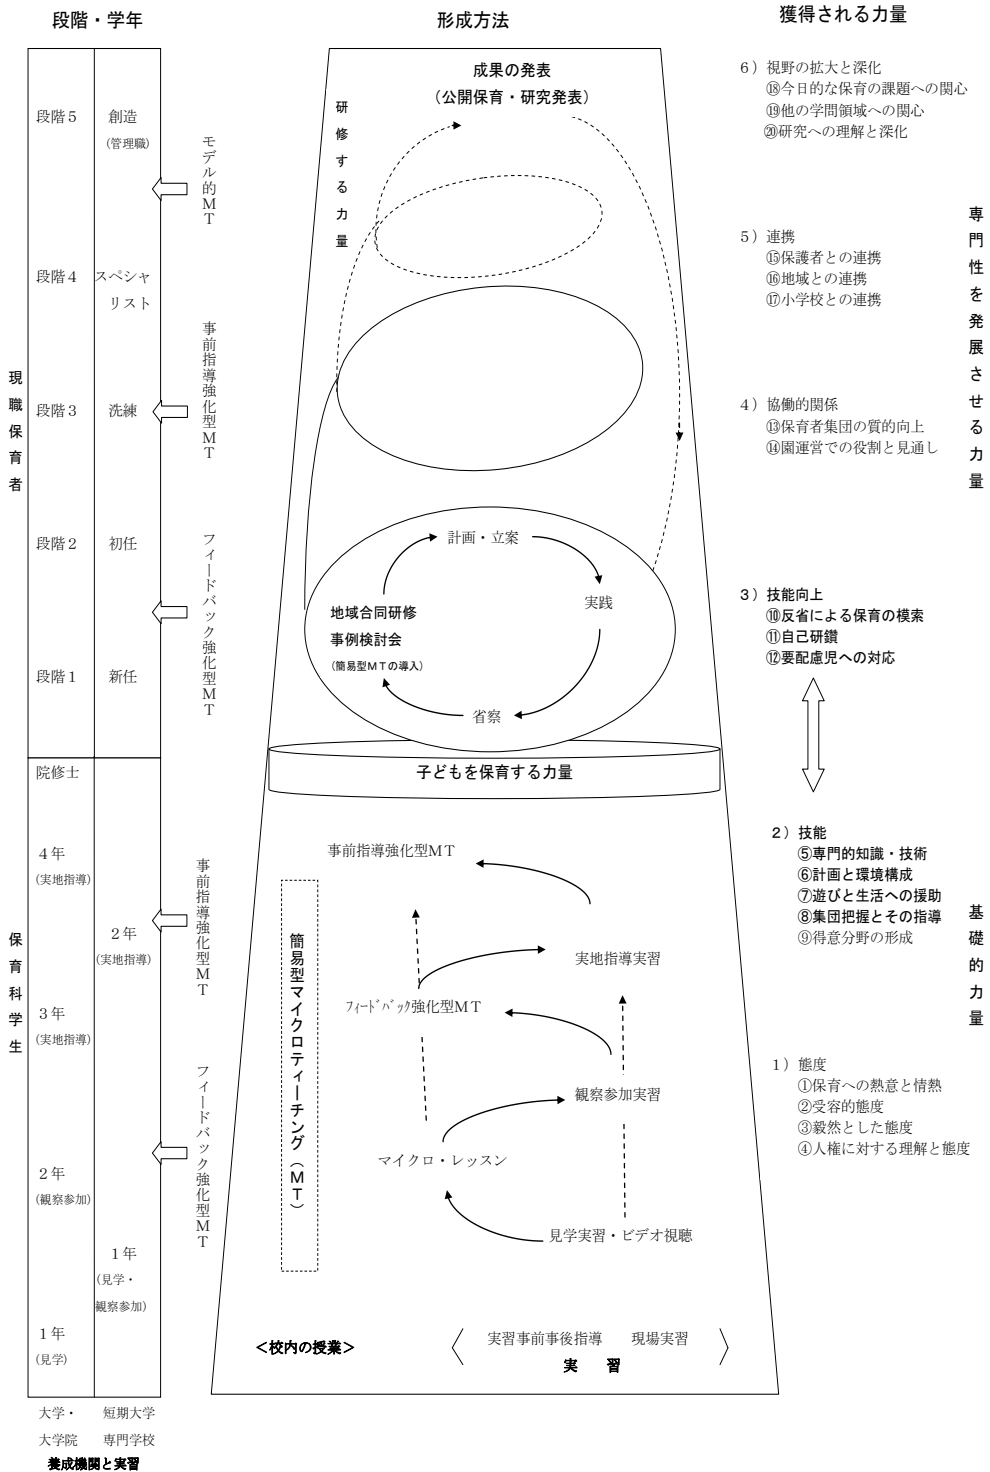 段階・学年
形成方法
獲得される力量
現職保育者
段階5
創造
(管理職)
段階4
スペシャ
リスト
段階3
洗練
段階2
初任
段階1
新任
保育科学生
院修士
4年
(実地指導)
2年
(実地指導)
3年
(実地指導)
2年
(観察参加)
1年
(見学・
観察参加)
1年
(見学)
大学・
大学院
短期大学
専門学校
養成機関と実習
モデル的MT
事前指導強化型MT
フィードバック強化型MT
事前指導強化型MT
フィードバック強化型MT
成果の発表
(公開保育・研究発表)
研修する力量
計画・立案
実践
地域合同研修
事例検討会
(簡易型MTの導入)
省察
子どもを保育する力量
事前指導強化型MT
簡易型マイクロティーチング(MT)
実地指導実習
フィードバック強化型MT
観察参加実習
マイクロ・レッスン
見学実習・ビデオ視聴
<校内の授業>
実習事前事後指導 現場実習
実 習
6)視野の拡大と深化
⑱今日的な保育の課題への関心
⑲他の学問領域への関心
⑳研究への理解と深化
5)連携
⑮保護者との連携
⑯地域との連携
⑰小学校との連携
4)協働的関係
⑬保育者集団の質的向上
⑭園運営での役割と見通し
3)技能向上
⑩反省による保育の模索
⑪自己研鑽
⑫要配慮児への対応
専門性を発展させる力量
2)技能
⑤専門的知識・技術
⑥計画と環境構成
⑦遊びと生活への援助
⑧集団把握とその指導
⑨得意分野の形成
1)態度
①保育への熱意と情熱
②受容的態度
③毅然とした態度
④人権に対する理解と態度
基礎的力量